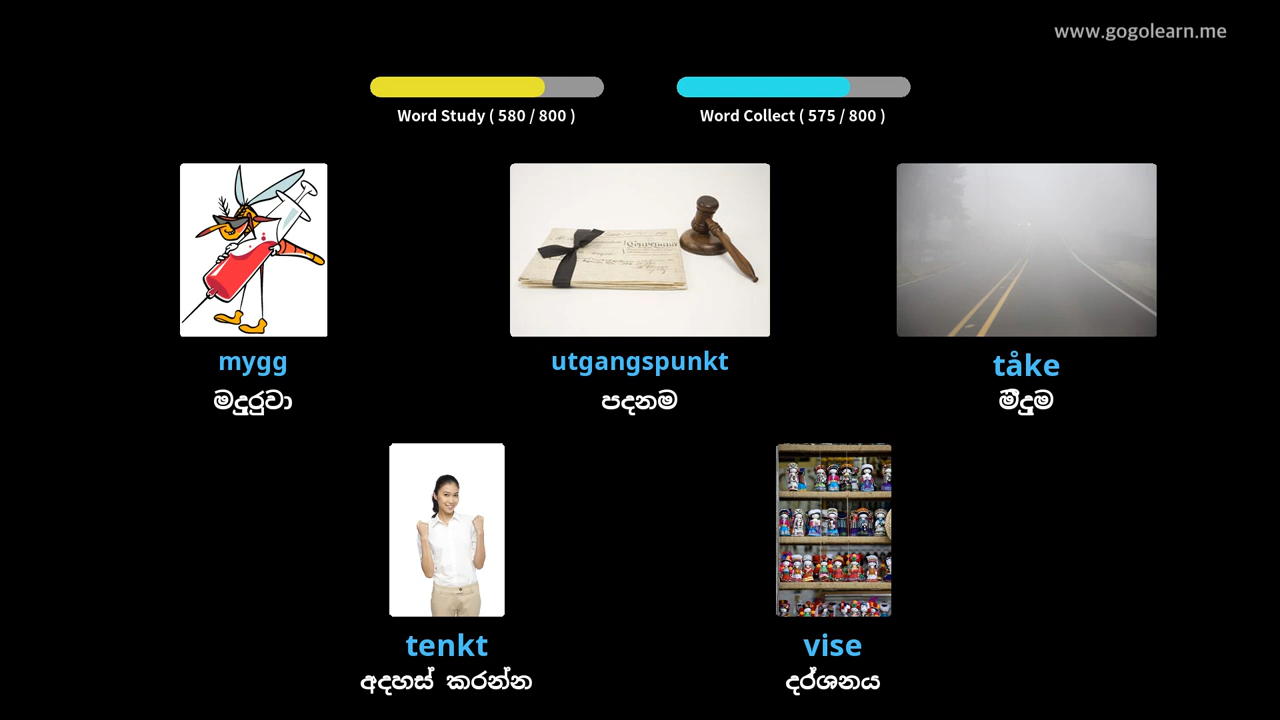 www.gogolearn.me
Word Study ( 580 / 800 )
Word Collect ( 575 / 800 )
mygg
utgangspunkt
tåke
මදුරුවා
පදනම
මීදුම
tenkt
vise
අදහස් කරන්න
දර්ශනය